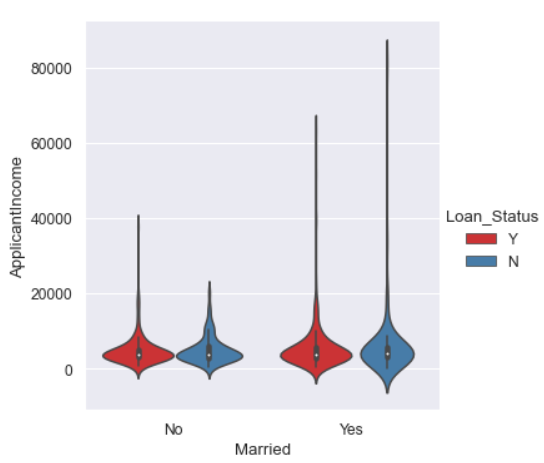 80000
60000
40000
20000
0
ApplicantIncome
No
Yes
Married
Loan_Status
Y
N